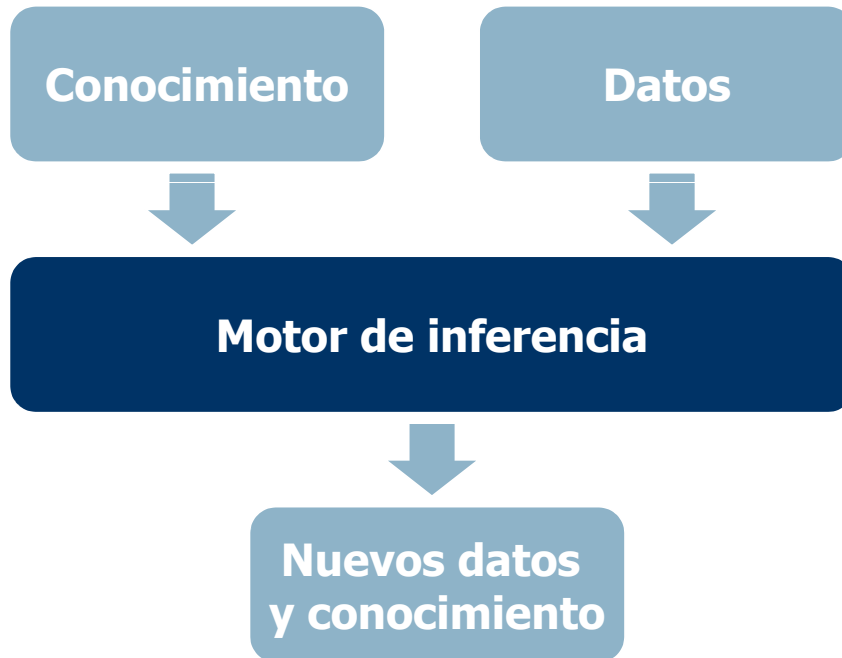 Conocimiento
Datos
Motor de inferencia
Nuevos datos
y conocimiento